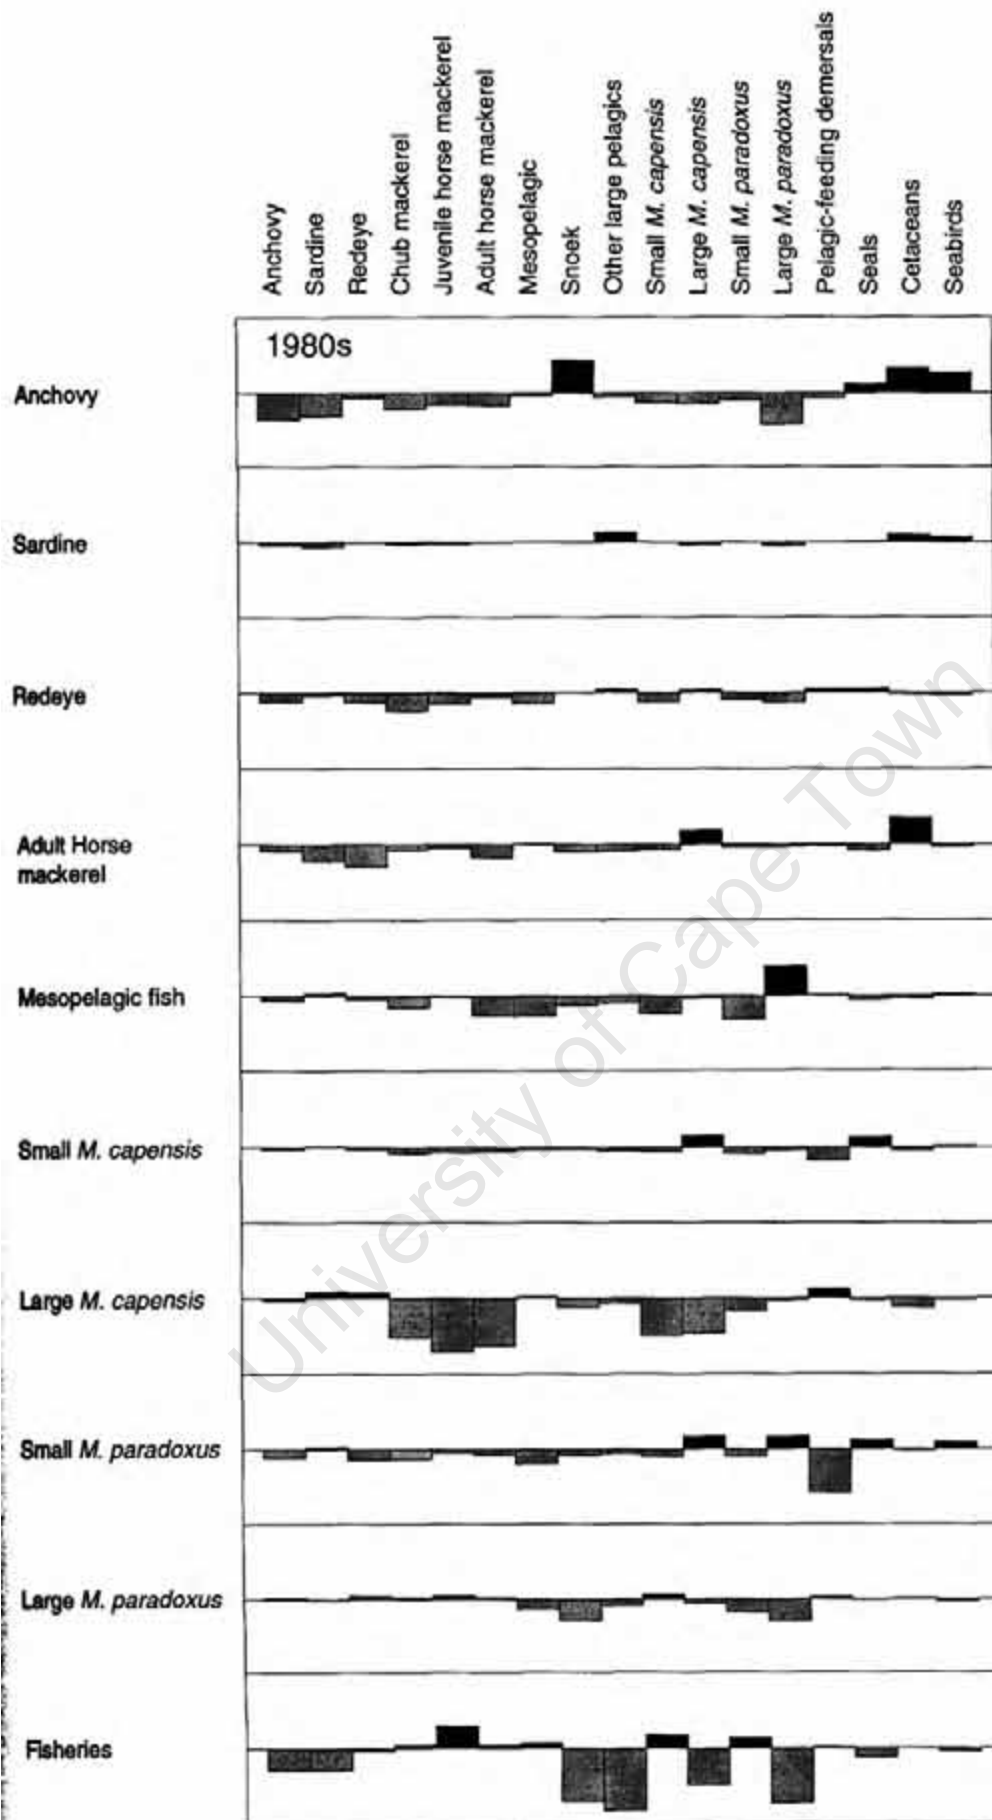 Anchovy
Sardine
Redeye
Chub mackerel
Juvenile horse mackerel
Adult horse mackerel
Mesopelagic
Snoek
Other large pelagics
Small M. capensis
Large M. capensis
Small M. paradoxus
Large M. paradoxus
Pelagic-feeding demersals
Seals
Cetaceans
Seabirds
1980s
Anchovy
Sardine
Redeye
Adult Horse
mackerel
Mesopelagic fish
Small M. capensis
Large M. capensis
Small M. paradoxus
Large M. paradoxus
Fisheries
University of Cape Town